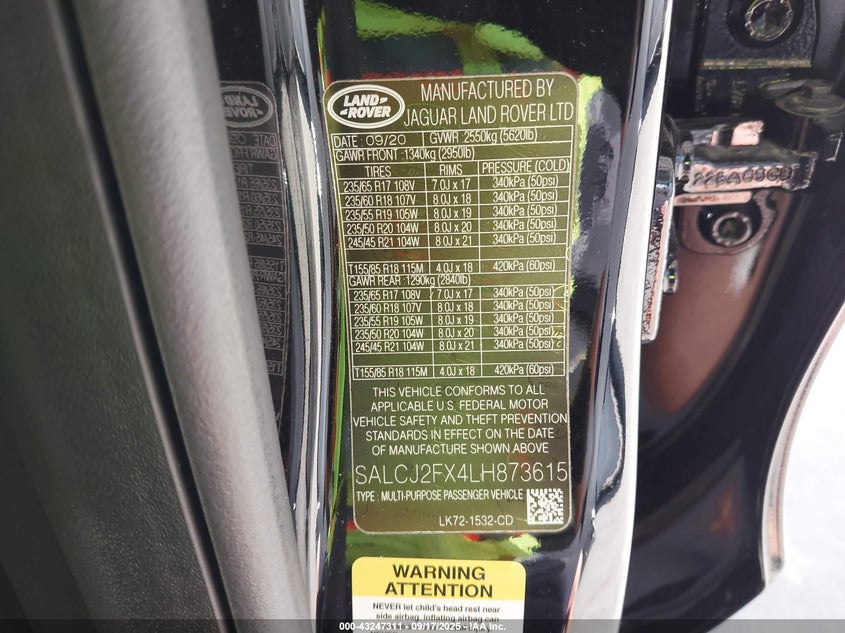 LAND
ROVER
MANUFACTURED BY
JAGUAR LAND ROVER LTD
DATE: 09/20 GVWR 2550kg (5620lb)
GAWR FRONT: 1340kg (2950lb)
TIRES RIMS PRESSURE (COLD)
235/65 R17 108V 7.0J x 17 340kPa (50psi)
235/60 R18 107V 8.0J x 18 340kPa (50psi)
235/55 R19 105W 8.0J x 19 340kPa (50psi)
235/50 R20 104W 8.0J x 20 340kPa (50psi)
245/45 R21 104W 8.0J x 21 340kPa (50psi)
T155/85 R18 115M 4.0J x 18 420kPa (60psi)
GAWR REAR: 1290kg (2840lb)
235/65 R17 108V 7.0J x 17 340kPa (50psi)
235/60 R18 107V 8.0J x 18 340kPa (50psi)
235/55 R19 105W 8.0J x 19 340kPa (50psi)
235/50 R20 104W 8.0J x 20 340kPa (50psi)
245/45 R21 104W 8.0J x 21 340kPa (50psi)
T155/85 R18 115M 4.0J x 18 420kPa (60psi)
THIS VEHICLE CONFORMS TO ALL
APPLICABLE U.S. FEDERAL MOTOR
VEHICLE SAFETY AND THEFT PREVENTION
STANDARDS IN EFFECT ON THE DATE
OF MANUFACTURE SHOWN ABOVE
SALCJ2FX4LH873615
TYPE : MULTI-PURPOSE PASSENGER VEHICLE
LK72-1532-CD
WARNING
ATTENTION
NEVER let child's head rest near
side airbag, inflating airbag can
000-43247311 - 09/17/2025 - IAA Inc.